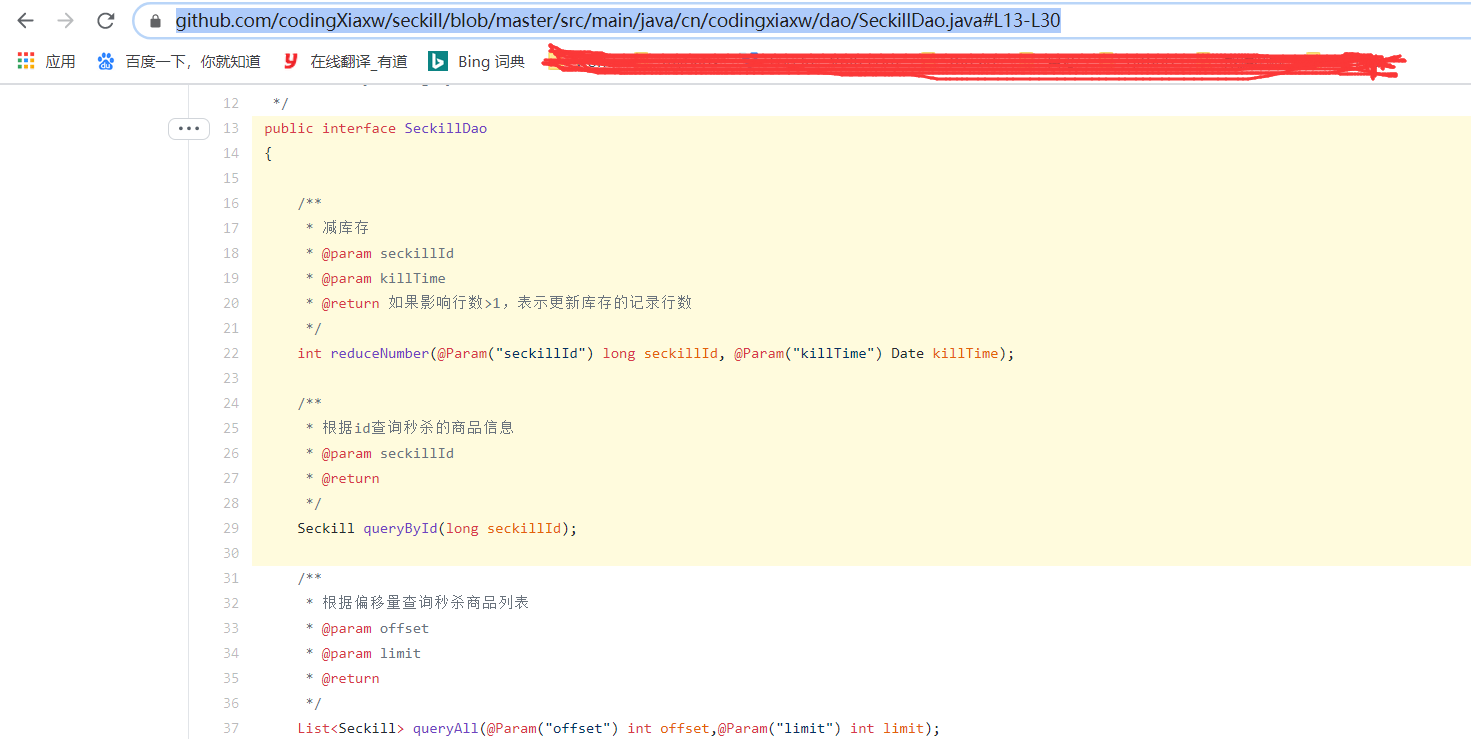 github.com/codingXiaxw/seckill/blob/master/src/main/java/cn/codingxiaxw/dao/SeckillDao.java#L13-L30
应用 百度一下，你就知道 在线翻译_有道 Bing 词典
12 */
13 public interface SeckillDao
14 {
15
16 /**
17 * 减库存
18 * @param seckillId
19 * @param killTime
20 * @return 如果影响行数>1，表示更新库存的记录行数
21 */
22 int reduceNumber(@Param("seckillId") long seckillId, @Param("killTime") Date killTime);
23
24 /**
25 * 根据id查询秒杀的商品信息
26 * @param seckillId
27 * @return
28 */
29 Seckill queryById(long seckillId);
30
31 /**
32 * 根据偏移量查询秒杀商品列表
33 * @param offset
34 * @param limit
35 * @return
36 */
37 List<Seckill> queryAll(@Param("offset") int offset,@Param("limit") int limit);